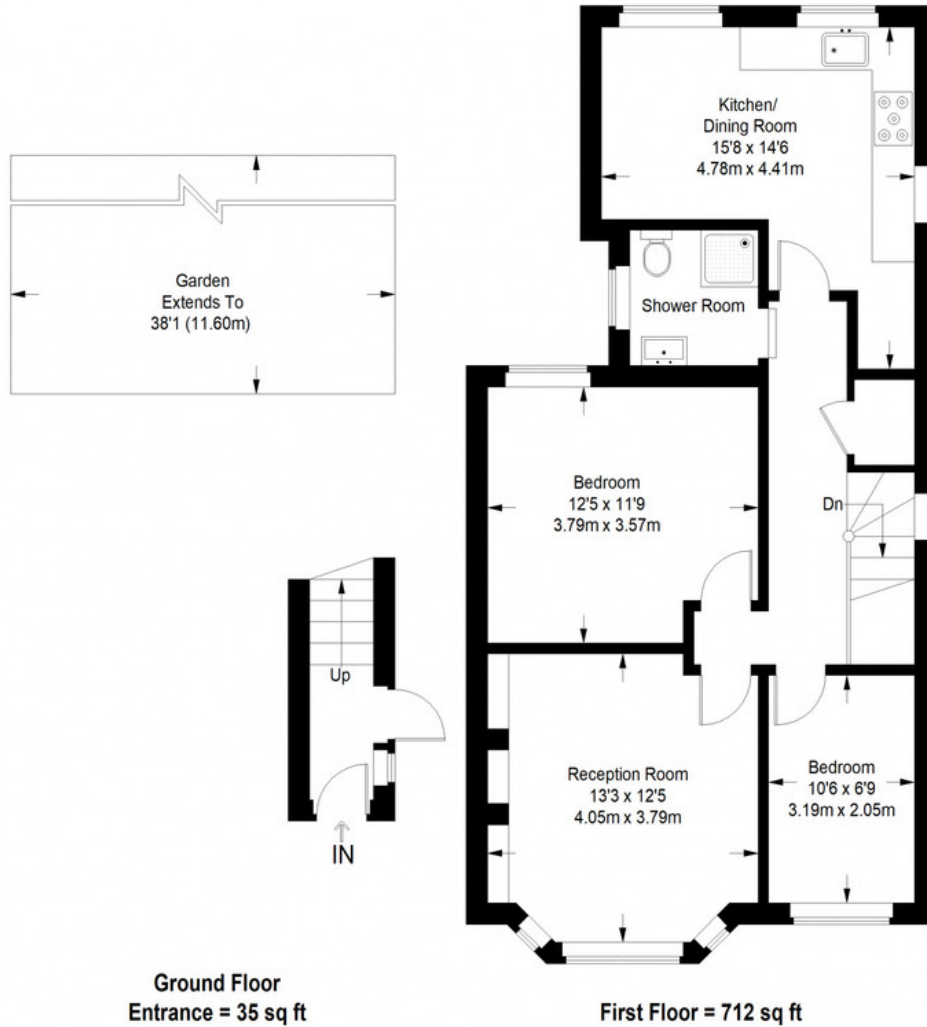 Kitchen/
Dining Room
15'8 x 14'6
4.78m x 4.41m
Garden
Extends To
38'1 (11.60m)
Shower Room
Bedroom
12'5 x 11'9
3.79m x 3.57m
Dn
Up
IN
Reception Room
13'3 x 12'5
4.05m x 3.79m
Bedroom
10'6 x 6'9
3.19m x 2.05m
Ground Floor
Entrance = 35 sq ft
First Floor = 712 sq ft